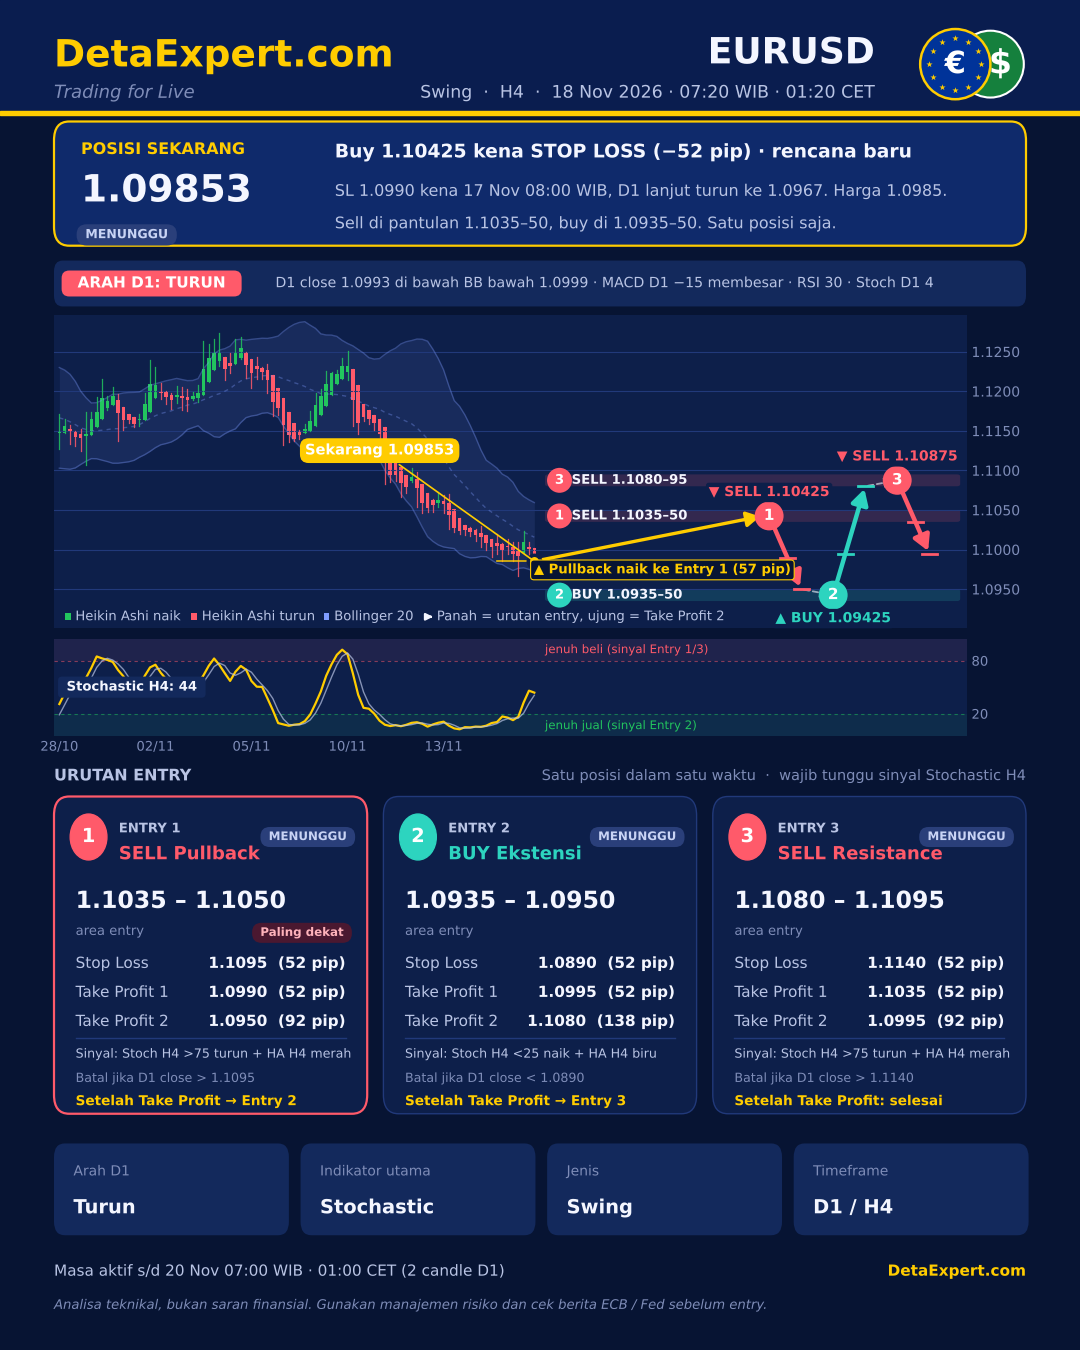 DetaExpert.com
Trading for Live
EURUSD
Swing · H4 · 18 Nov 2026 · 07:20 WIB · 01:20 CET
€ $
POSISI SEKARANG
1.09853
MENUNGGU
Buy 1.10425 kena STOP LOSS (−52 pip) · rencana baru
SL 1.0990 kena 17 Nov 08:00 WIB, D1 lanjut turun ke 1.0967. Harga 1.0985.
Sell di pantulan 1.1035–50, buy di 1.0935–50. Satu posisi saja.
ARAH D1: TURUN
D1 close 1.0993 di bawah BB bawah 1.0999 · MACD D1 −15 membesar · RSI 30 · Stoch D1 4
1.1250
1.1200
1.1150
1.1100
1.1050
1.1000
1.0950
Sekarang 1.09853
▼ SELL 1.10875
3 SELL 1.1080–95
3
▼ SELL 1.10425
1 SELL 1.1035–50
1
▲ Pullback naik ke Entry 1 (57 pip)
2 BUY 1.0935–50
2
▲ BUY 1.09425
Heikin Ashi naik
Heikin Ashi turun
Bollinger 20
Panah = urutan entry, ujung = Take Profit 2
jenuh beli (sinyal Entry 1/3)
80
Stochastic H4: 44
20
jenuh jual (sinyal Entry 2)
28/10 02/11 05/11 10/11 13/11
URUTAN ENTRY
Satu posisi dalam satu waktu · wajib tunggu sinyal Stochastic H4
1
ENTRY 1
MENUNGGU
SELL Pullback
1.1035 – 1.1050
area entry
Paling dekat
Stop Loss 1.1095 (52 pip)
Take Profit 1 1.0990 (52 pip)
Take Profit 2 1.0950 (92 pip)
Sinyal: Stoch H4 >75 turun + HA H4 merah
Batal jika D1 close > 1.1095
Setelah Take Profit → Entry 2
2
ENTRY 2
MENUNGGU
BUY Ekstensi
1.0935 – 1.0950
area entry
Stop Loss 1.0890 (52 pip)
Take Profit 1 1.0995 (52 pip)
Take Profit 2 1.1080 (138 pip)
Sinyal: Stoch H4 <25 naik + HA H4 biru
Batal jika D1 close < 1.0890
Setelah Take Profit → Entry 3
3
ENTRY 3
MENUNGGU
SELL Resistance
1.1080 – 1.1095
area entry
Stop Loss 1.1140 (52 pip)
Take Profit 1 1.1035 (52 pip)
Take Profit 2 1.0995 (92 pip)
Sinyal: Stoch H4 >75 turun + HA H4 merah
Batal jika D1 close > 1.1140
Setelah Take Profit: selesai
Arah D1
Turun
Indikator utama
Stochastic
Jenis
Swing
Timeframe
D1 / H4
Masa aktif s/d 20 Nov 07:00 WIB · 01:00 CET (2 candle D1)
DetaExpert.com
Analisa teknikal, bukan saran finansial. Gunakan manajemen risiko dan cek berita ECB / Fed sebelum entry.